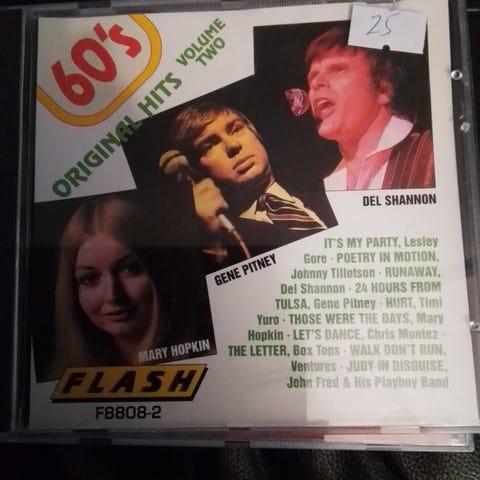 25
60's
ORIGINAL HITS
VOLUME
TWO
DEL SHANNON
GENE PITNEY
MARY HOPKIN
IT'S MY PARTY, Lesley
Gore · POETRY IN MOTION,
Johnny Tillotson · RUNAWAY,
Del Shannon · 24 HOURS FROM
TULSA, Gene Pitney · HURT, Timi
Yuro · THOSE WERE THE DAYS, Mary
Hopkin · LET'S DANCE, Chris Montez ·
THE LETTER, Box Tops · WALK DON'T RUN,
Ventures · JUDY IN DISGUISE,
John Fred & His Playboy Band
FLASH
F8808-2